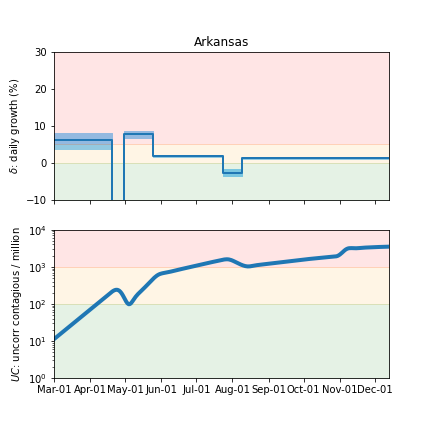 Arkansas
30
20
10
0
−10
δ: daily growth (%)
10⁴
10³
10²
10¹
10⁰
UC: uncorr contagious / million
Mar-01 Apr-01 May-01 Jun-01 Jul-01 Aug-01 Sep-01 Oct-01 Nov-01 Dec-01